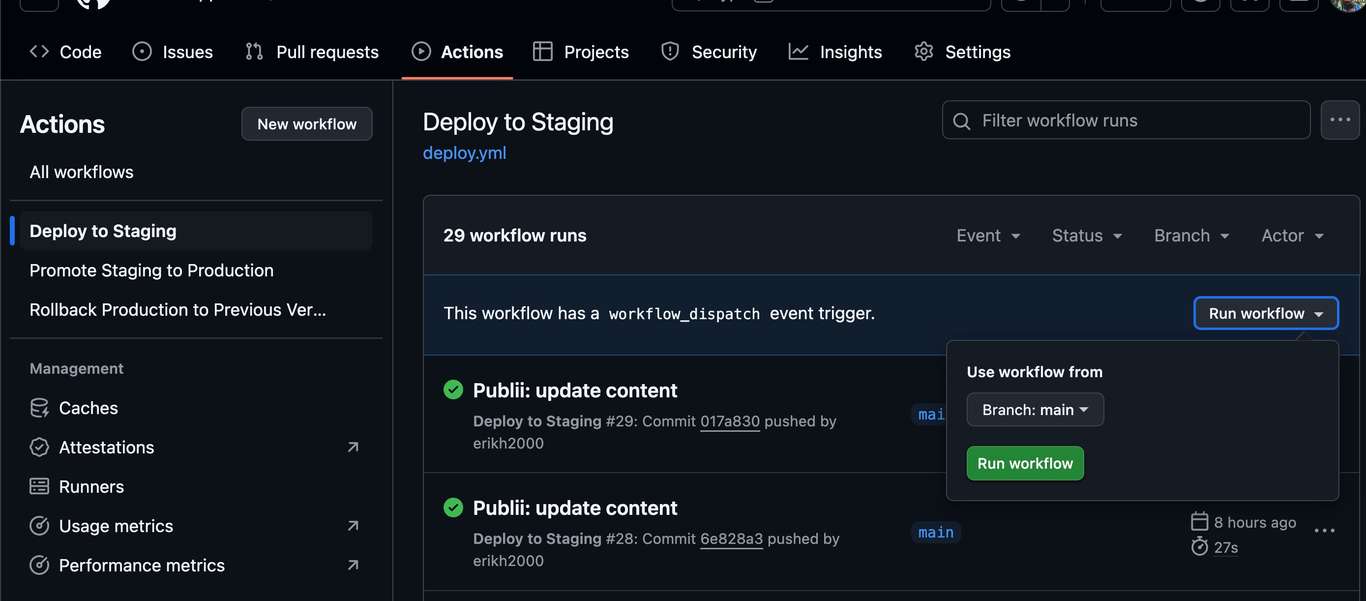 Code
Issues
Pull requests
Actions
Projects
Security
Insights
Settings
Actions
New workflow
All workflows
Deploy to Staging
Promote Staging to Production
Rollback Production to Previous Ver...
Management
Caches
Attestations
Runners
Usage metrics
Performance metrics
Deploy to Staging
deploy.yml
Filter workflow runs
29 workflow runs
Event
Status
Branch
Actor
This workflow has a workflow_dispatch event trigger.
Run workflow
Use workflow from
Branch: main
Run workflow
Publii: update content
Deploy to Staging #29: Commit 017a830 pushed by
erikh2000
mai
Publii: update content
Deploy to Staging #28: Commit 6e828a3 pushed by
erikh2000
main
8 hours ago
27s